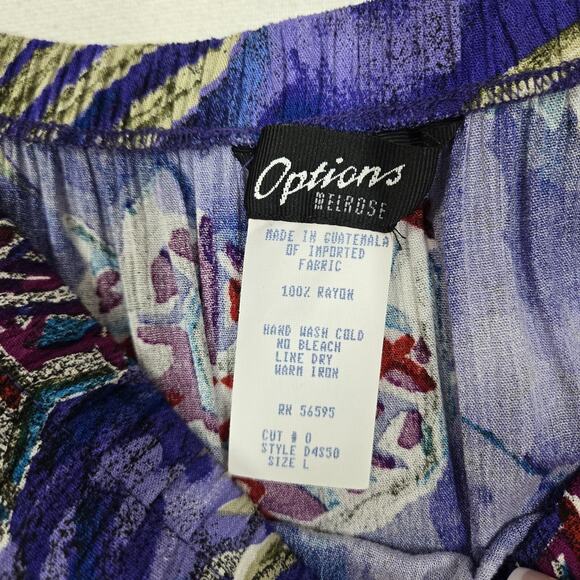 Options
MELROSE
MADE IN GUATEMALA
OF IMPORTED
FABRIC
100% RAYON
HAND WASH COLD
NO BLEACH
LINE DRY
WARM IRON
RN 56595
CUT # 0
STYLE D4S50
SIZE L